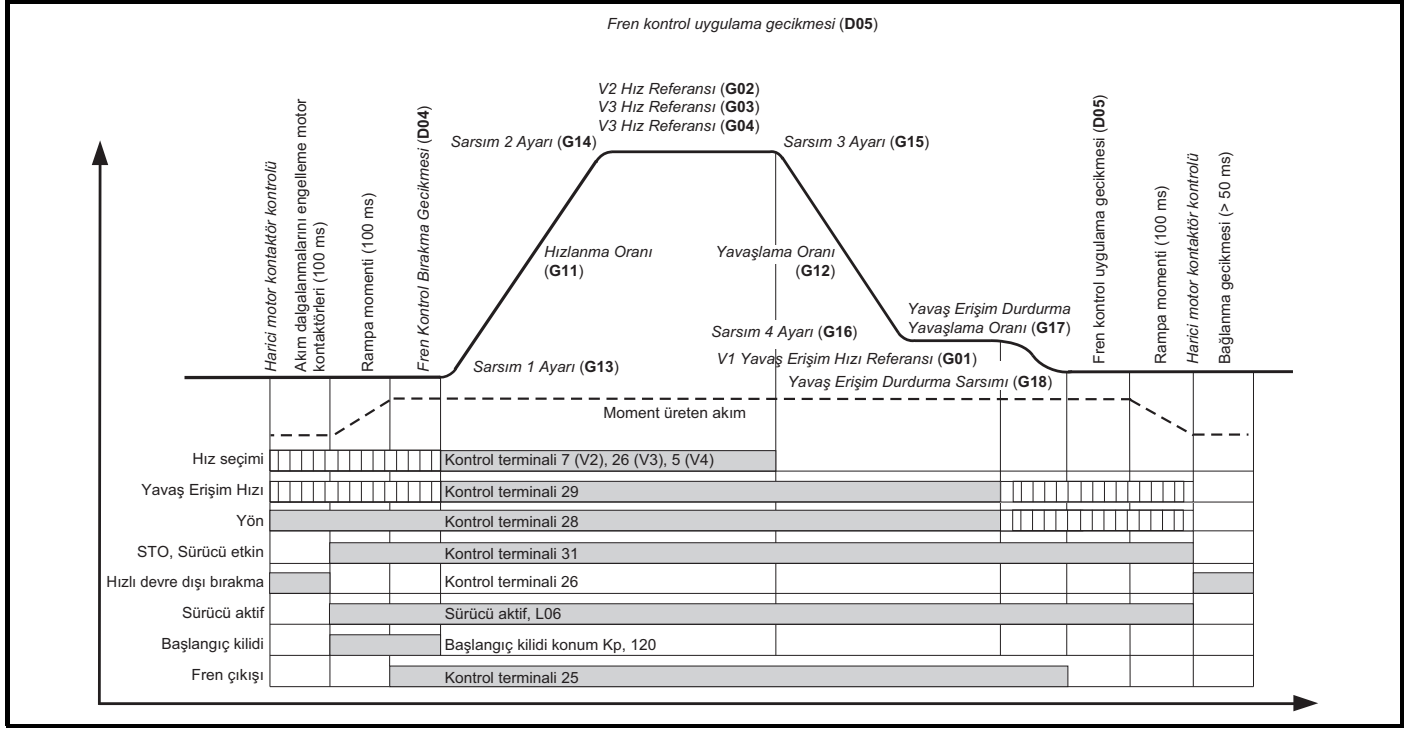 Fren kontrol uygulama gecikmesi (D05)
V2 Hız Referansı (G02)
V3 Hız Referansı (G03)
V3 Hız Referansı (G04)
Sarsım 2 Ayarı (G14)
Sarsım 3 Ayarı (G15)
Harici motor kontaktör kontrolü
Akım dalgalanmalarını engelleme motor
kontaktörleri (100 ms)
Rampa momenti (100 ms)
Fren Kontrol Bırakma Gecikmesi (D04)
Hızlanma Oranı
(G11)
Yavaşlama Oranı
(G12)
Sarsım 1 Ayarı (G13)
Sarsım 4 Ayarı (G16)
Yavaş Erişim Durdurma
Yavaşlama Oranı (G17)
V1 Yavaş Erişim Hızı Referansı (G01)
Yavaş Erişim Durdurma Sarsımı (G18)
Fren kontrol uygulama gecikmesi (D05)
Rampa momenti (100 ms)
Harici motor kontaktör kontrolü
Bağlanma gecikmesi (> 50 ms)
Moment üreten akım
Hız seçimi
Kontrol terminali 7 (V2), 26 (V3), 5 (V4)
Yavaş Erişim Hızı
Kontrol terminali 29
Yön
Kontrol terminali 28
STO, Sürücü etkin
Kontrol terminali 31
Hızlı devre dışı bırakma
Kontrol terminali 26
Sürücü aktif
Sürücü aktif, L06
Başlangıç kilidi
Başlangıç kilidi konum Kp, 120
Fren çıkışı
Kontrol terminali 25